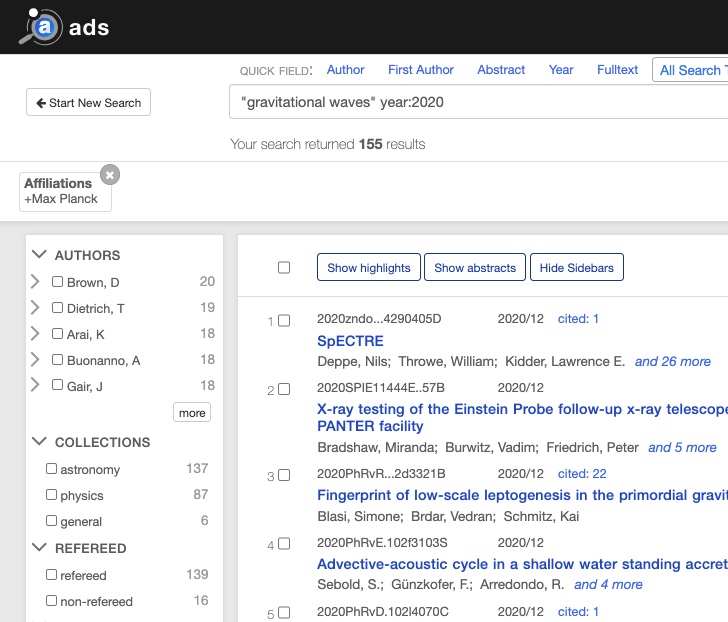 a ads
QUICK FIELD: Author First Author Abstract Year Fulltext All Search
← Start New Search
"gravitational waves" year:2020
Your search returned 155 results
Affiliations
+Max Planck
AUTHORS
Brown, D 20
Dietrich, T 19
Arai, K 18
Buonanno, A 18
Gair, J 18
more
COLLECTIONS
astronomy 137
physics 87
general 6
REFEREED
refereed 139
non-refereed 16
Show highlights Show abstracts Hide Sidebars
1 2020zndo...4290405D 2020/12 cited: 1
SpECTRE
Deppe, Nils; Throwe, William; Kidder, Lawrence E. and 26 more
2 2020SPIE11444E..57B 2020/12
X-ray testing of the Einstein Probe follow-up x-ray telescope
PANTER facility
Bradshaw, Miranda; Burwitz, Vadim; Friedrich, Peter and 5 more
3 2020PhRvR...2d3321B 2020/12 cited: 22
Fingerprint of low-scale leptogenesis in the primordial gravit
Blasi, Simone; Brdar, Vedran; Schmitz, Kai
4 2020PhRvE.102f3103S 2020/12
Advective-acoustic cycle in a shallow water standing accret
Sebold, S.; Günzkofer, F.; Arredondo, R. and 4 more
5 2020PhRvD.102l4070C 2020/12 cited: 1